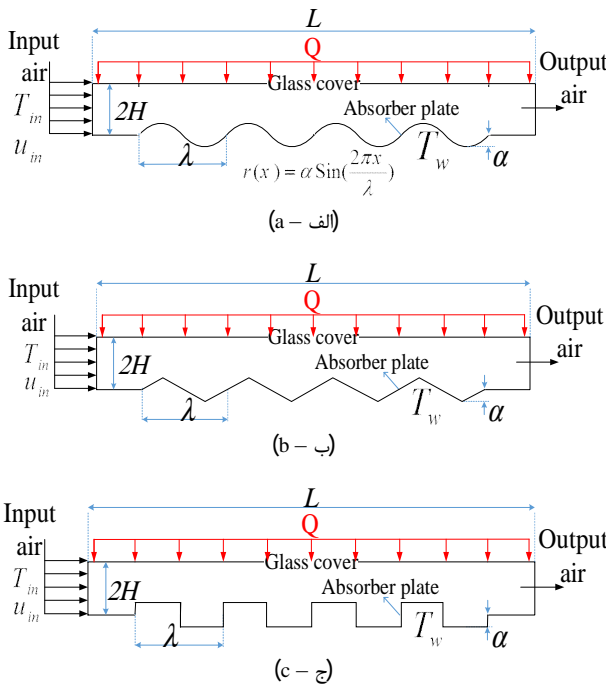 L
Input
air
Q
Output
air
Glass cover
T_in
2H
Absorber plate
u_in
λ
T_w
α
r(x) = α Sin(2πx/λ)
(a – الف)
L
Input
air
Q
Output
air
Glass cover
T_in
2H
Absorber plate
u_in
λ
T_w
α
(b – ب)
L
Input
air
Q
Output
air
Glass cover
T_in
2H
Absorber plate
u_in
λ
T_w
α
(c – ج)